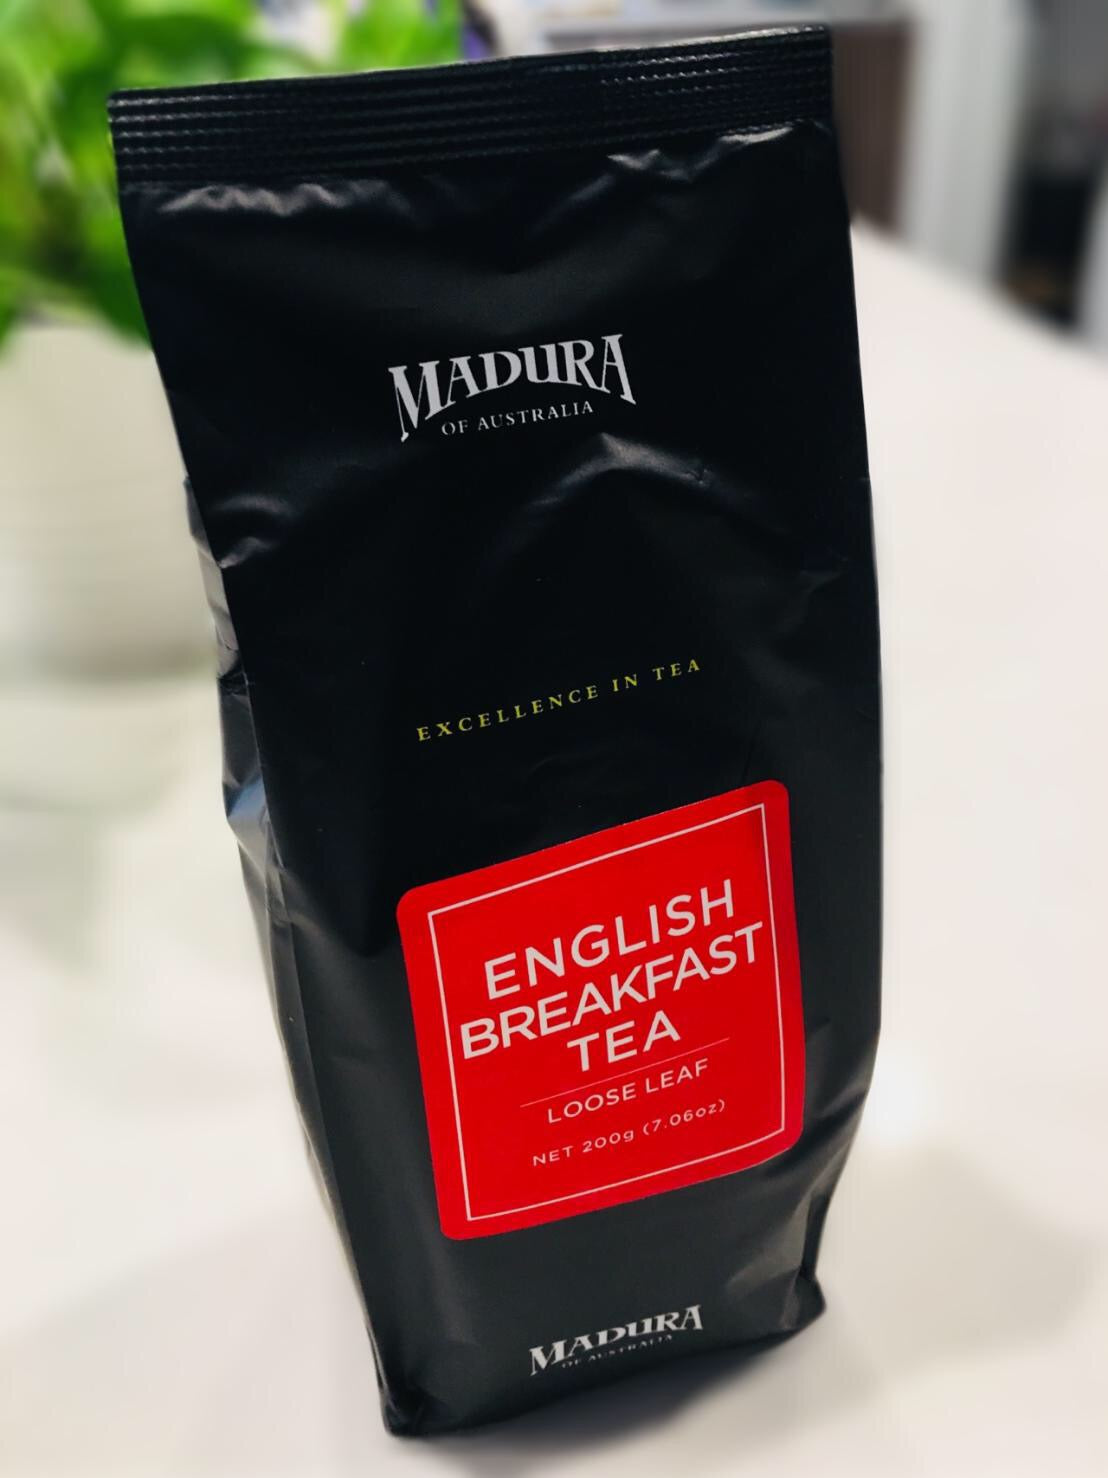 MADURA
OF AUSTRALIA
EXCELLENCE IN TEA
ENGLISH
BREAKFAST
TEA
LOOSE LEAF
NET 200g (7.06oz)
MADURA
OF AUSTRALIA